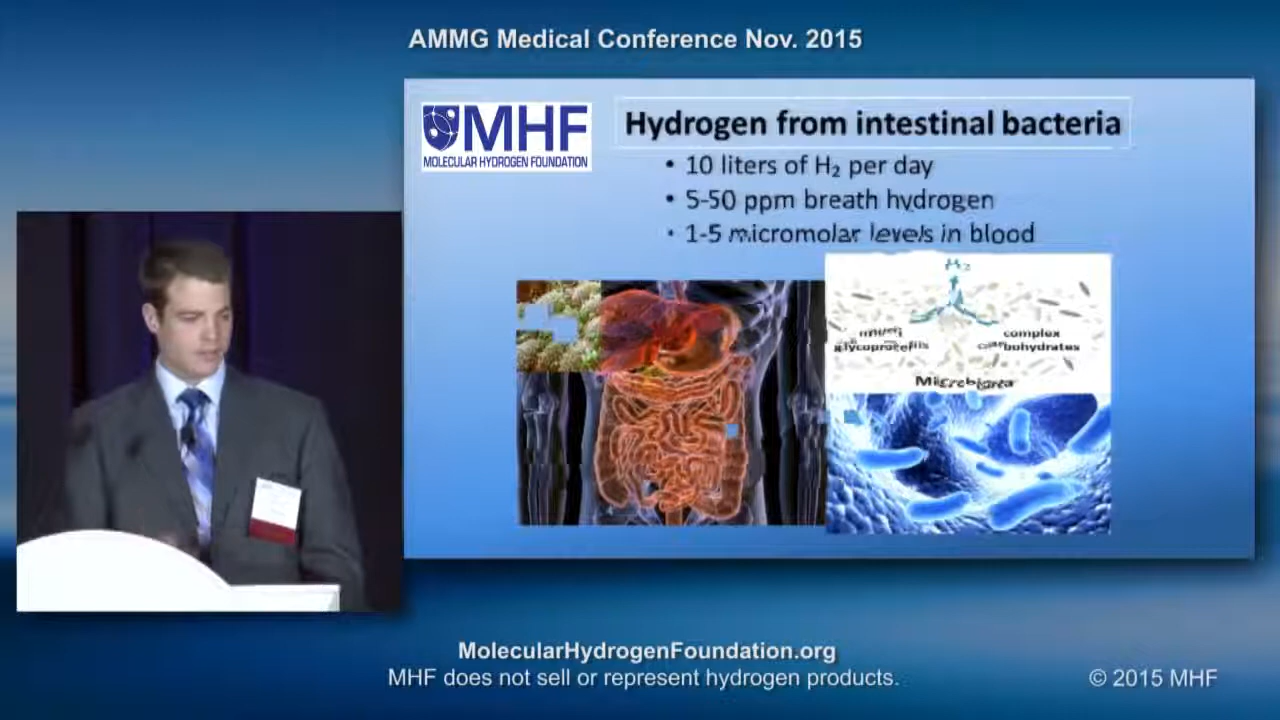 AMMG Medical Conference Nov. 2015
MHF
MOLECULAR HYDROGEN FOUNDATION
Hydrogen from intestinal bacteria
• 10 liters of H₂ per day
• 5-50 ppm breath hydrogen
• 1-5 micromolar levels in blood
H₂
complex
MolecularHydrogenFoundation.org
MHF does not sell or represent hydrogen products.
© 2015 MHF